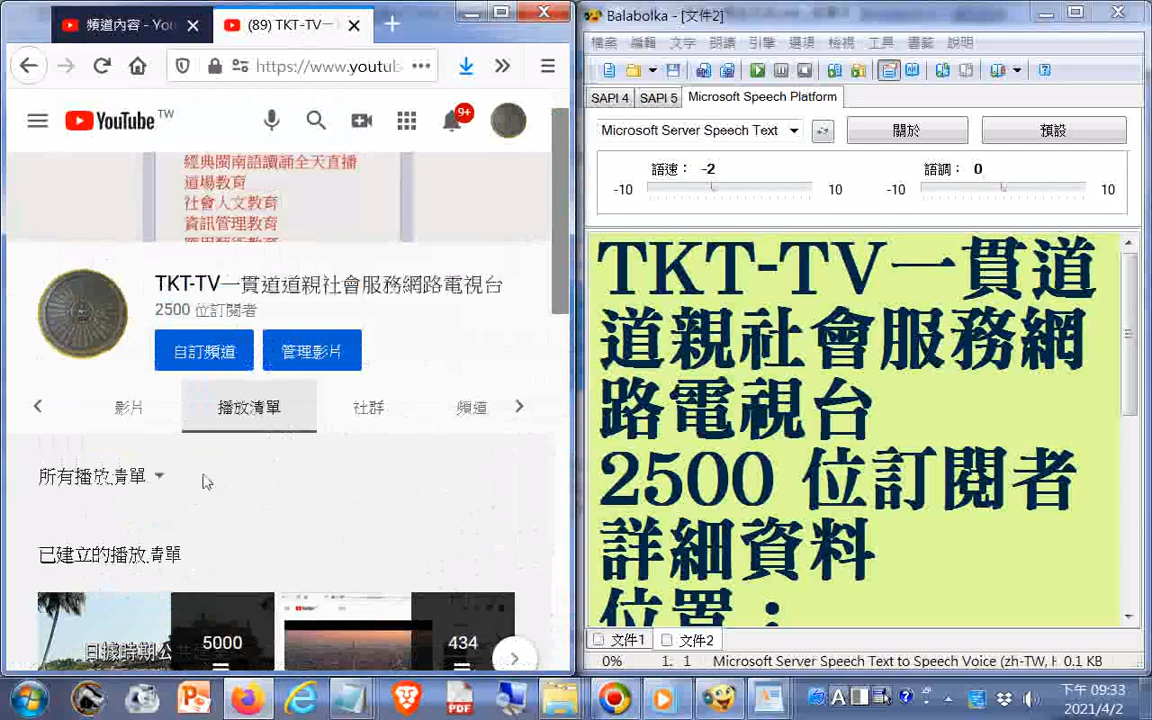 頻道內容 - You
(89) TKT-TV一
https://www.youtub
YouTube TW
9+
經典閩南語讀誦全天直播
道場教育
社會人文教育
資訊管理教育
TKT-TV一貫道道親社會服務網路電視台
2500 位訂閱者
自訂頻道
管理影片
影片
播放清單
社群
頻道
所有播放清單
已建立的播放清單
5000
434
Balabolka - [文件2]
檔案 編輯 文字 朗讀 引擎 選項 檢視 工具 書籤 說明
SAPI 4
SAPI 5
Microsoft Speech Platform
Microsoft Server Speech Text
關於
預設
語速： -2
語調： 0
-10
10
-10
10
TKT-TV一貫道
道親社會服務網
路電視台
2500 位訂閱者
詳細資料
位置：
文件1
文件2
0%
1: 1
Microsoft Server Speech Text to Speech Voice (zh-TW, H
0.1 KB
PDF
下午 09:33
2021/4/2